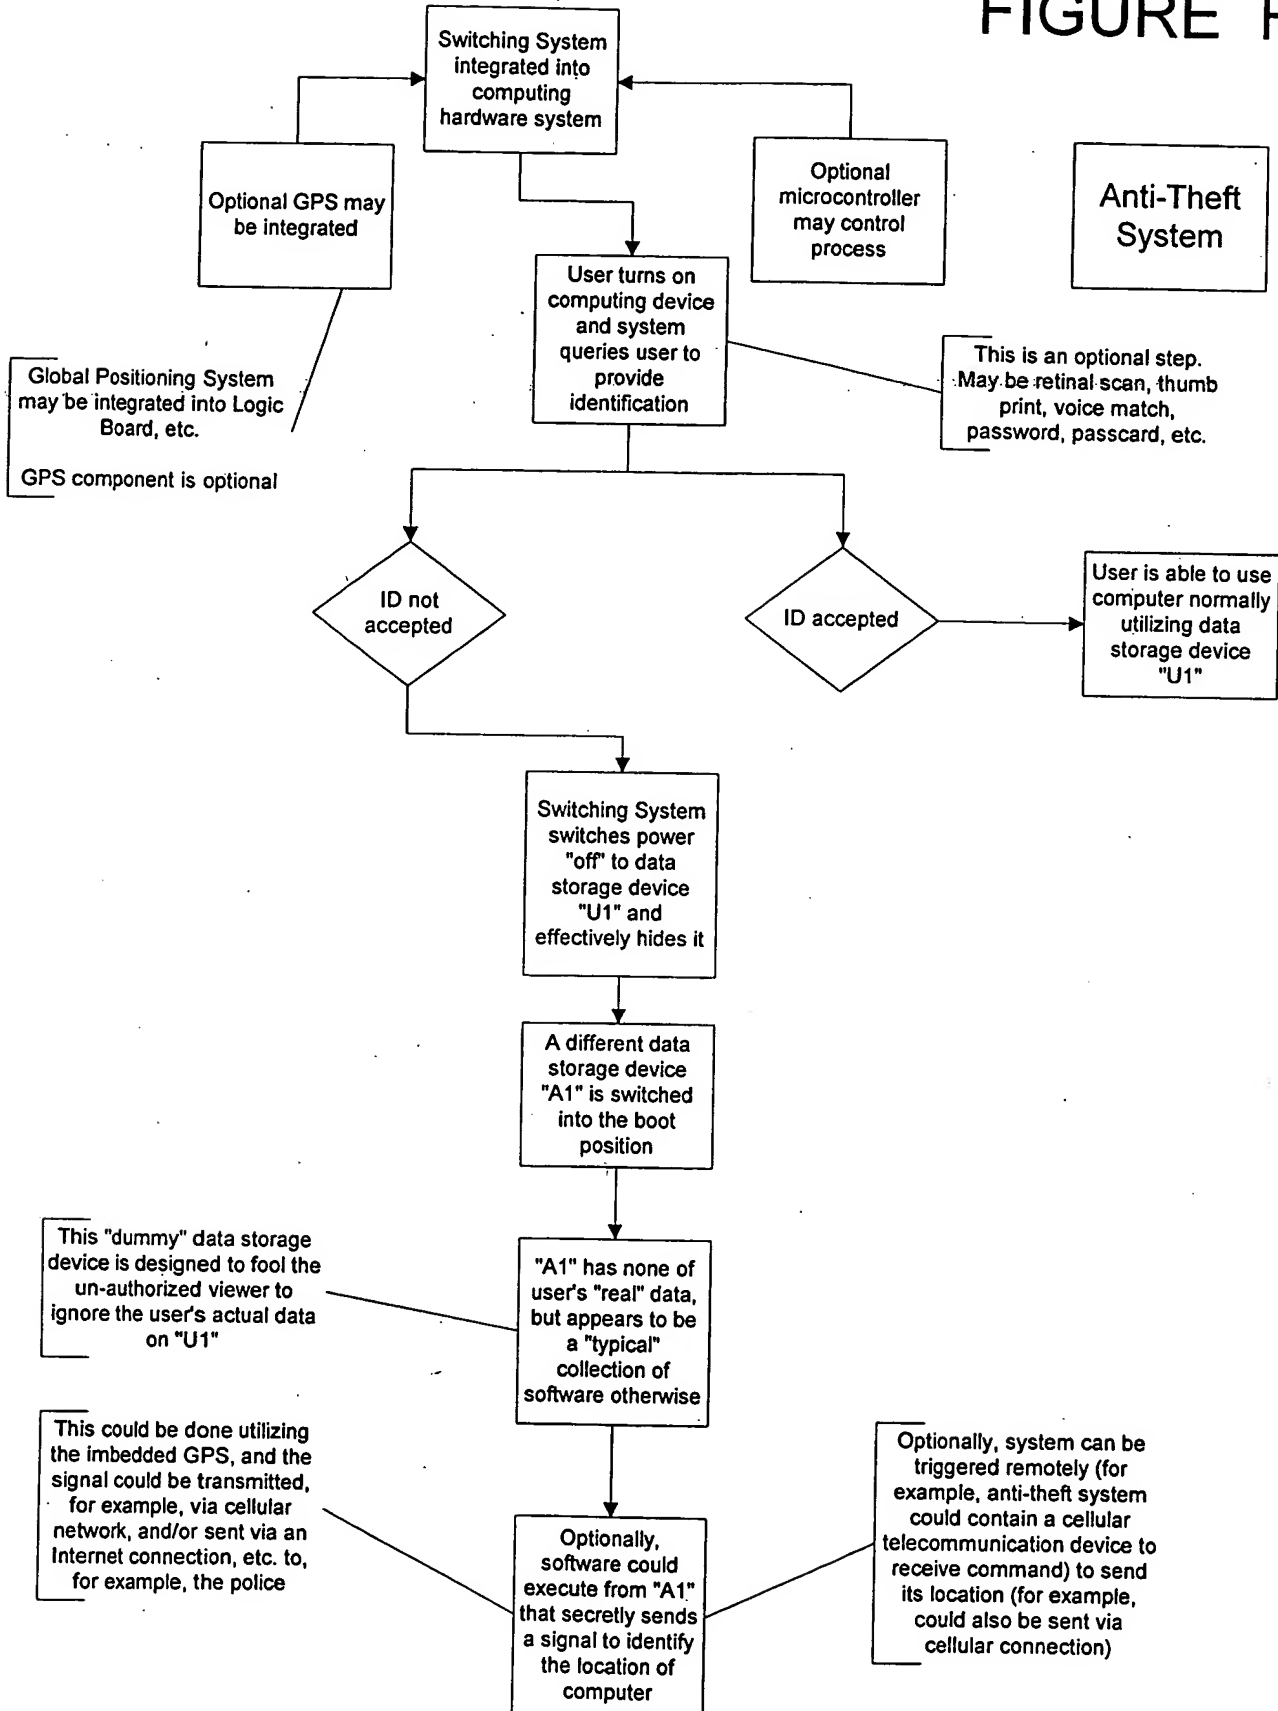 FIGURE
Switching System
integrated into
computing
hardware system
Optional GPS may
be integrated
Optional
microcontroller
may control
process
Anti-Theft
System
User turns on
computing device
and system
queries user to
provide
identification
Global Positioning System
may be integrated into Logic
Board, etc.
GPS component is optional
This is an optional step.
May be retinal scan, thumb
print, voice match,
password, passcard, etc.
ID not
accepted
ID accepted
User is able to use
computer normally
utilizing data
storage device
"U1"
Switching System
switches power
"off" to data
storage device
"U1" and
effectively hides it
A different data
storage device
"A1" is switched
into the boot
position
This "dummy" data storage
device is designed to fool the
un-authorized viewer to
ignore the user's actual data
on "U1"
"A1" has none of
user's "real" data,
but appears to be
a "typical"
collection of
software otherwise
This could be done utilizing
the imbedded GPS, and the
signal could be transmitted,
for example, via cellular
network, and/or sent via an
Internet connection, etc. to,
for example, the police
Optionally,
software could
execute from "A1"
that secretly sends
a signal to identify
the location of
computer
Optionally, system can be
triggered remotely (for
example, anti-theft system
could contain a cellular
telecommunication device to
receive command) to send
its location (for example,
could also be sent via
cellular connection)